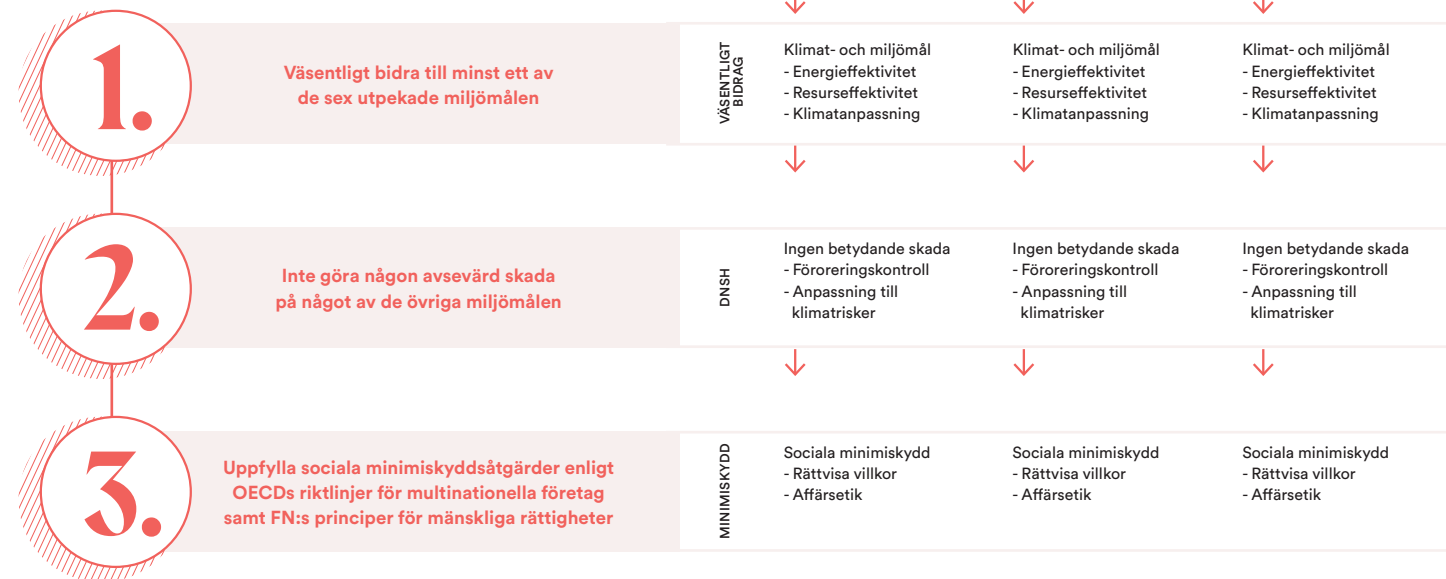 1.
Väsentligt bidra till minst ett av
de sex utpekade miljömålen
VÄSENTLIGT
BIDRAG
Klimat- och miljömål
- Energieffektivitet
- Resurseffektivitet
- Klimatanpassning
Klimat- och miljömål
- Energieffektivitet
- Resurseffektivitet
- Klimatanpassning
Klimat- och miljömål
- Energieffektivitet
- Resurseffektivitet
- Klimatanpassning
2.
Inte göra någon avsevärd skada
på något av de övriga miljömålen
DNSH
Ingen betydande skada
- Föroreringskontroll
- Anpassning till
klimatrisker
Ingen betydande skada
- Föroreringskontroll
- Anpassning till
klimatrisker
Ingen betydande skada
- Föroreringskontroll
- Anpassning till
klimatrisker
3.
Uppfylla sociala minimiskyddsåtgärder enligt
OECDs riktlinjer för multinationella företag
samt FN:s principer för mänskliga rättigheter
MINIMISKYDD
Sociala minimiskydd
- Rättvisa villkor
- Affärsetik
Sociala minimiskydd
- Rättvisa villkor
- Affärsetik
Sociala minimiskydd
- Rättvisa villkor
- Affärsetik